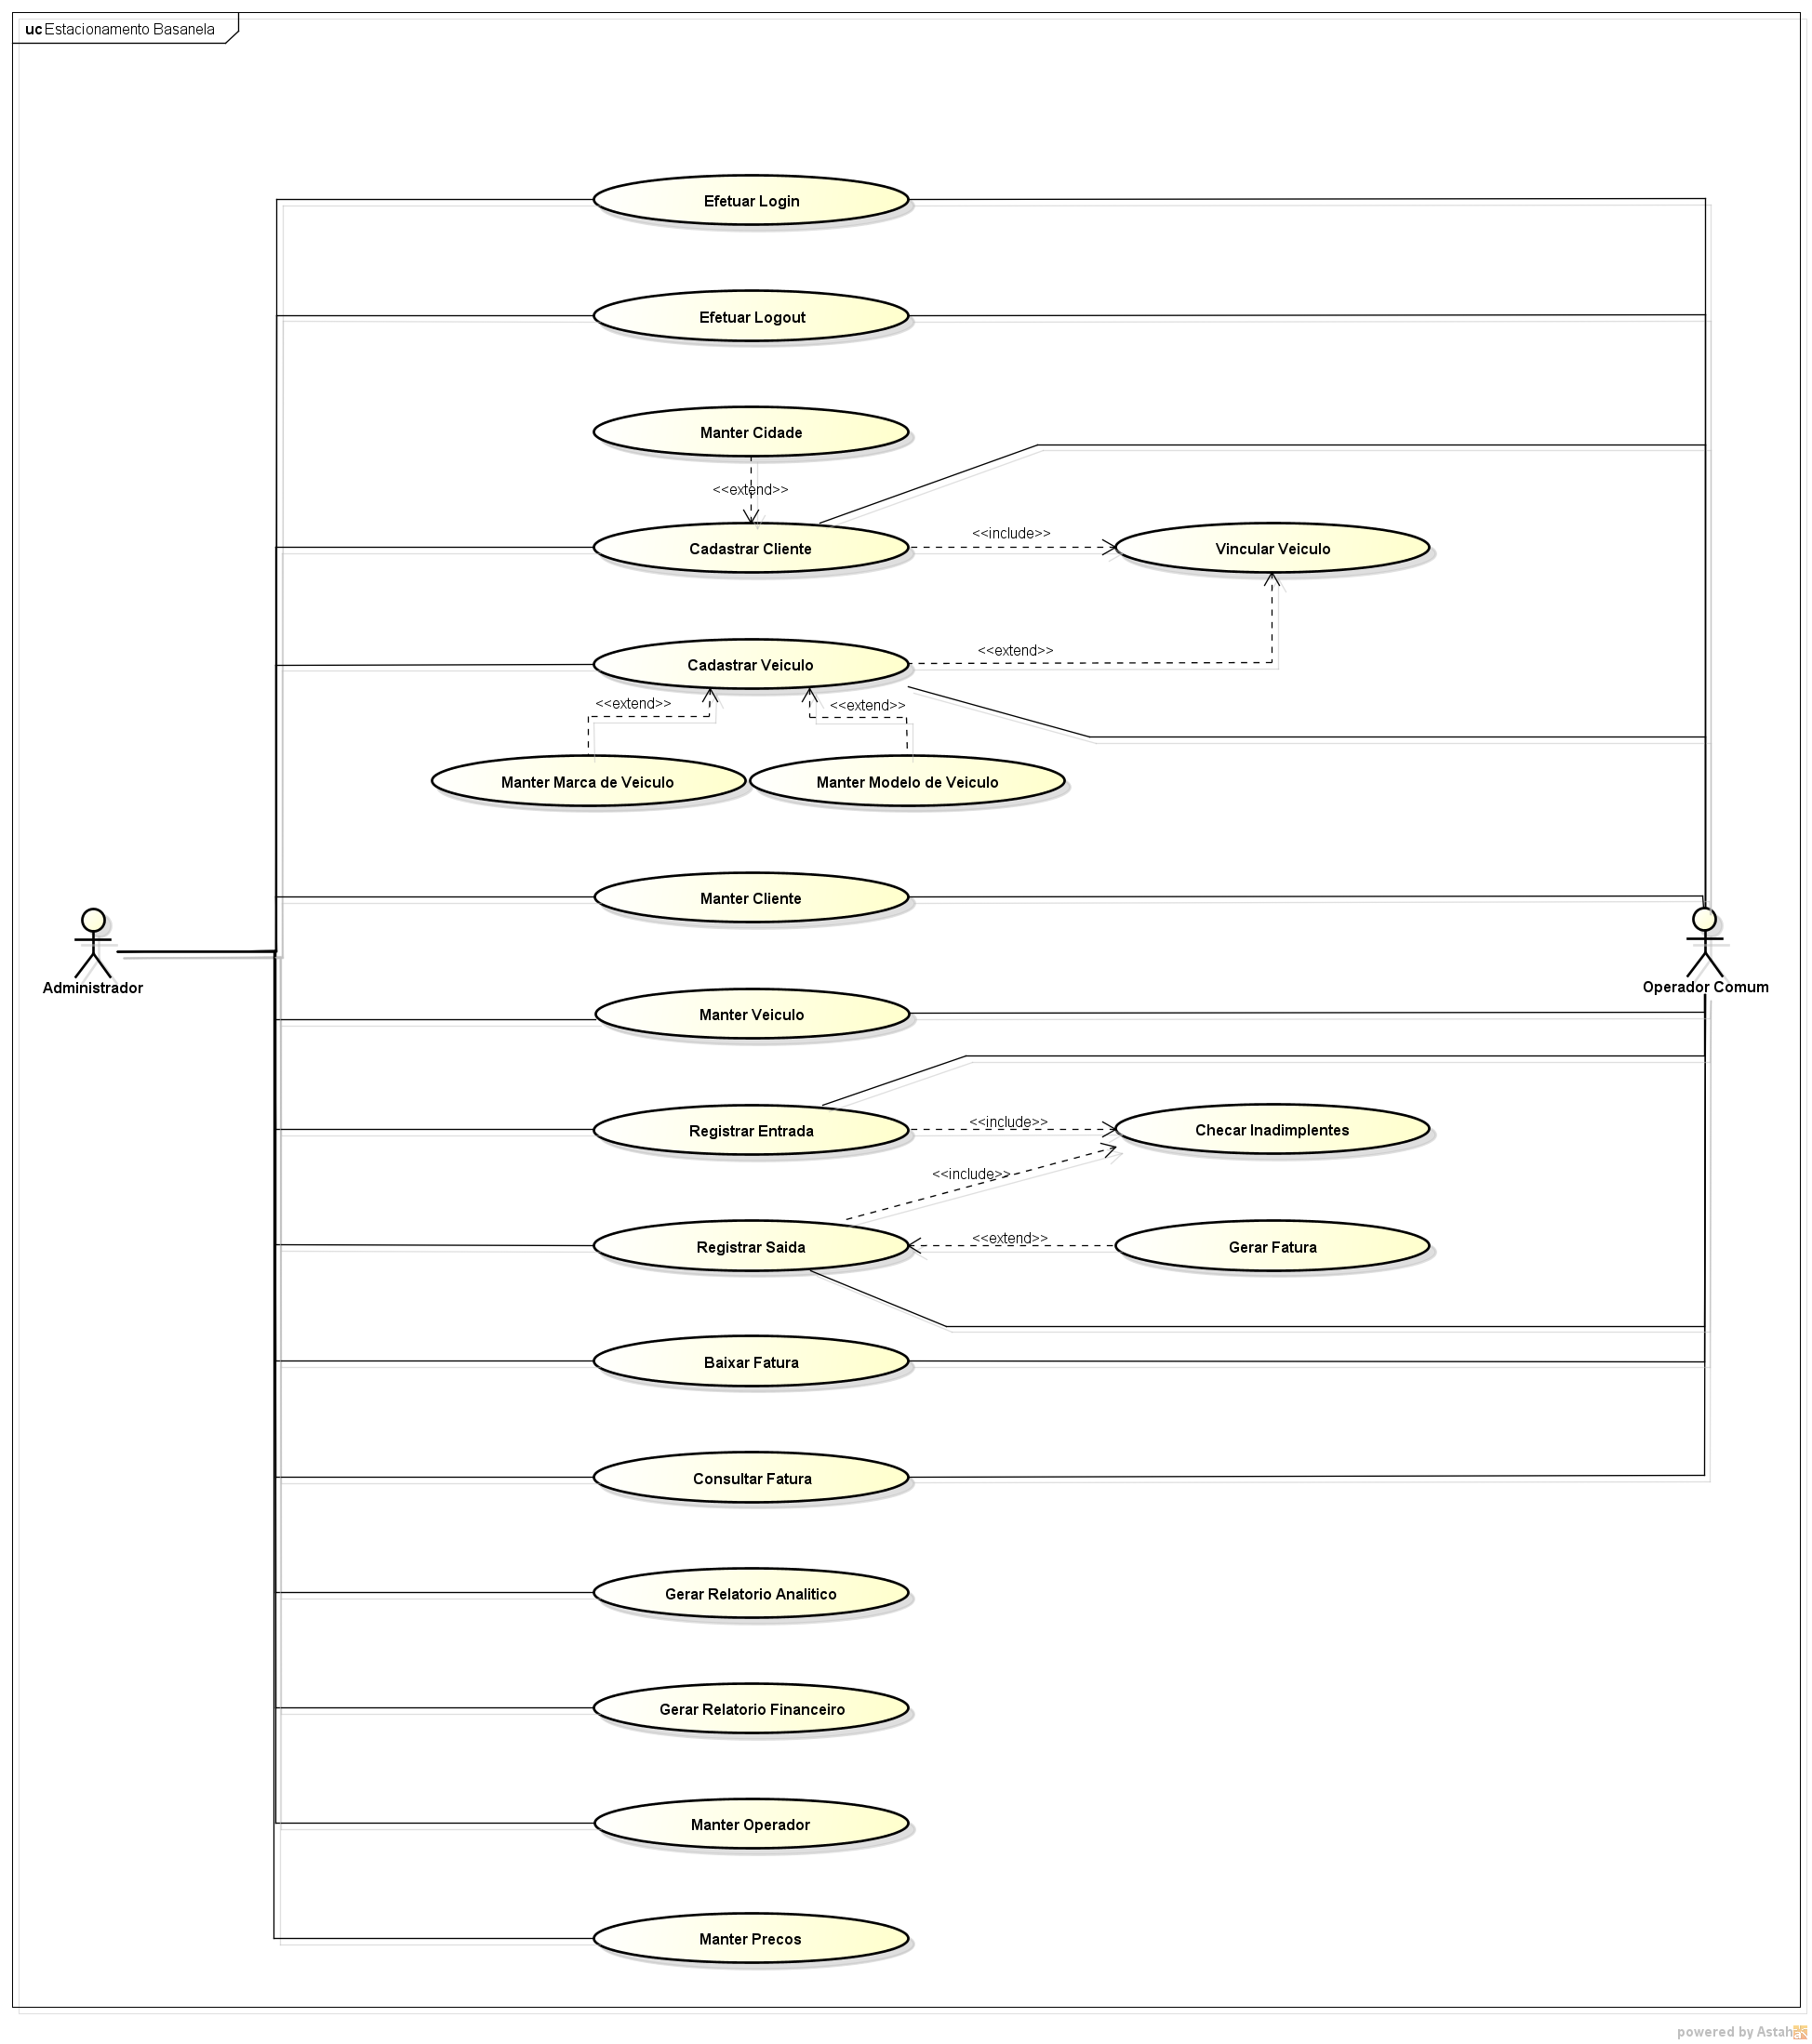 uc Estacionamento Basanela
Efetuar Login
Efetuar Logout
Manter Cidade
<<extend>>
Cadastrar Cliente
<<include>>
Vincular Veiculo
Cadastrar Veiculo
<<extend>>
<<extend>>
<<extend>>
Manter Marca de Veiculo
Manter Modelo de Veiculo
Manter Cliente
Administrador
Operador Comum
Manter Veiculo
Registrar Entrada
<<include>>
Checar Inadimplentes
<<include>>
Registrar Saida
<<extend>>
Gerar Fatura
Baixar Fatura
Consultar Fatura
Gerar Relatorio Analitico
Gerar Relatorio Financeiro
Manter Operador
Manter Precos
powered by Astah